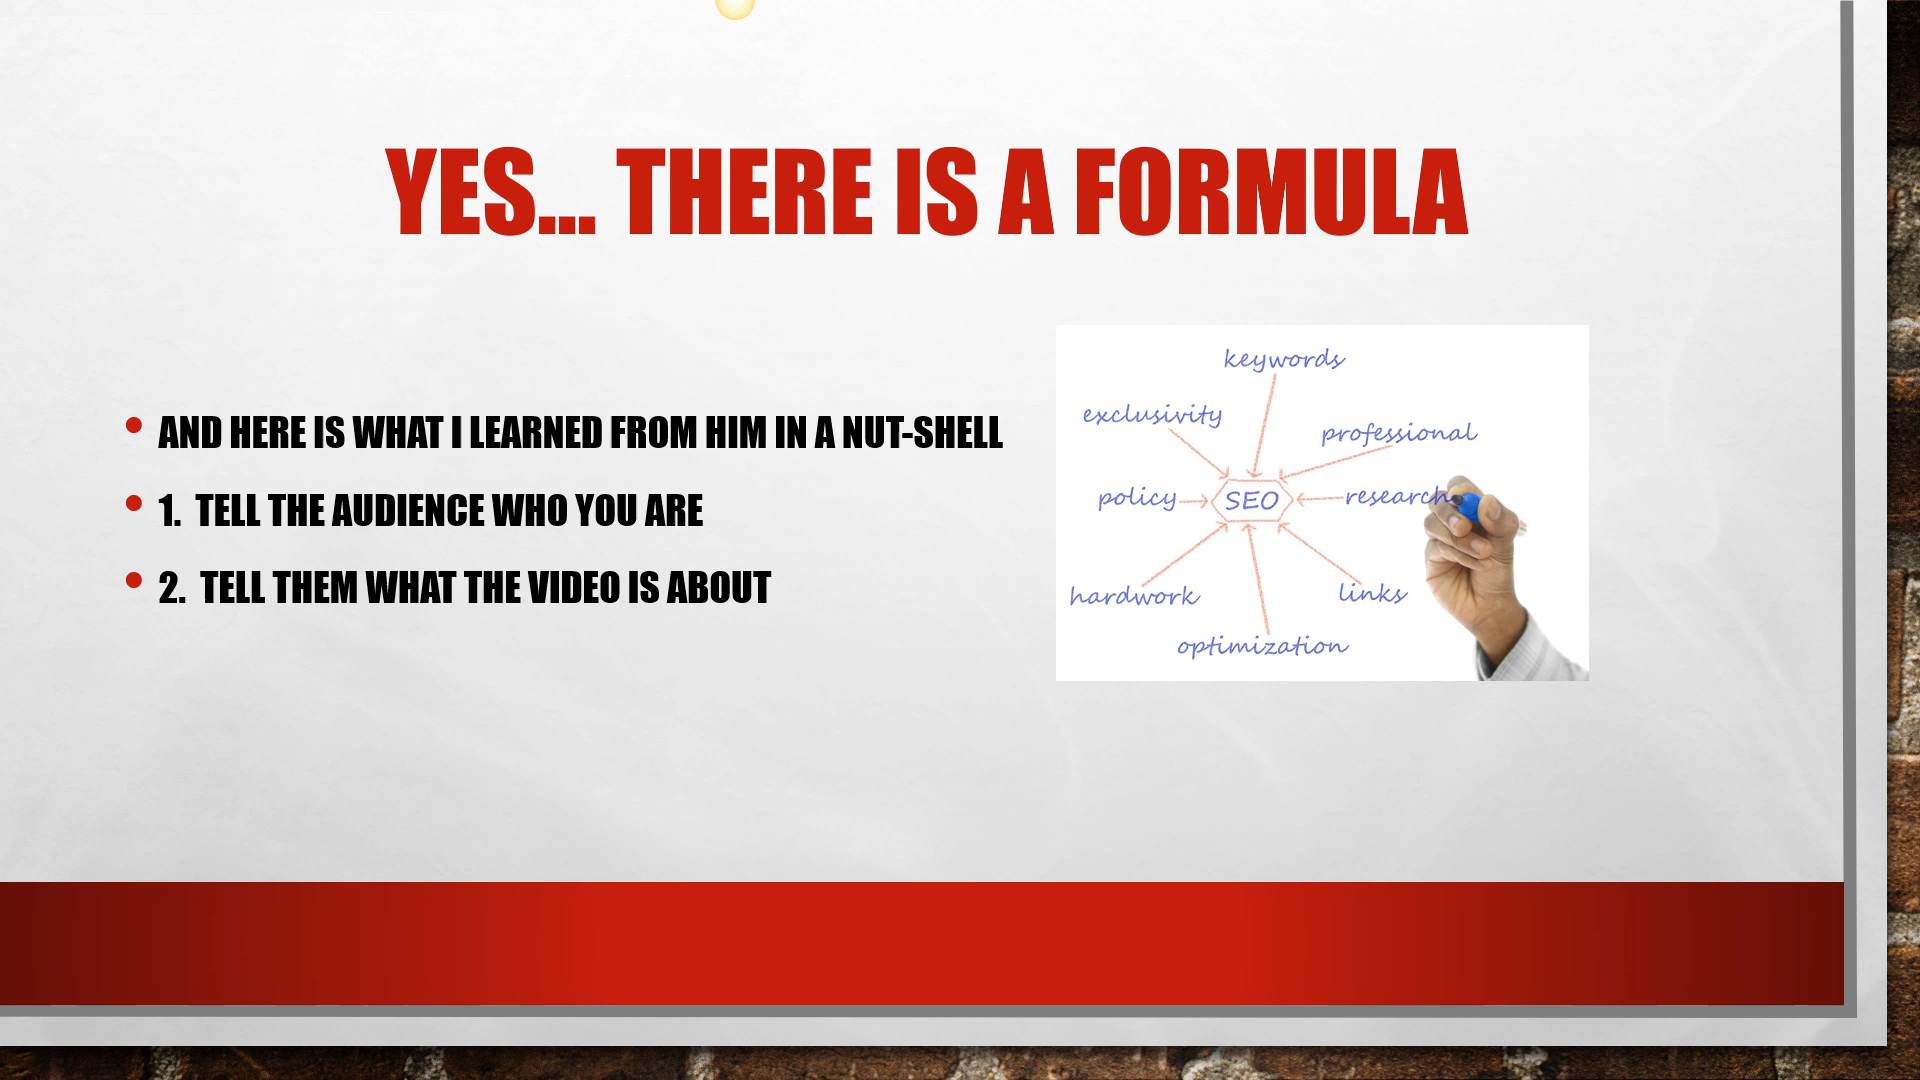 YES... THERE IS A FORMULA
• AND HERE IS WHAT I LEARNED FROM HIM IN A NUT-SHELL
• 1. TELL THE AUDIENCE WHO YOU ARE
• 2. TELL THEM WHAT THE VIDEO IS ABOUT
keywords
exclusivity
professional
policy
SEO
research
hardwork
links
optimization